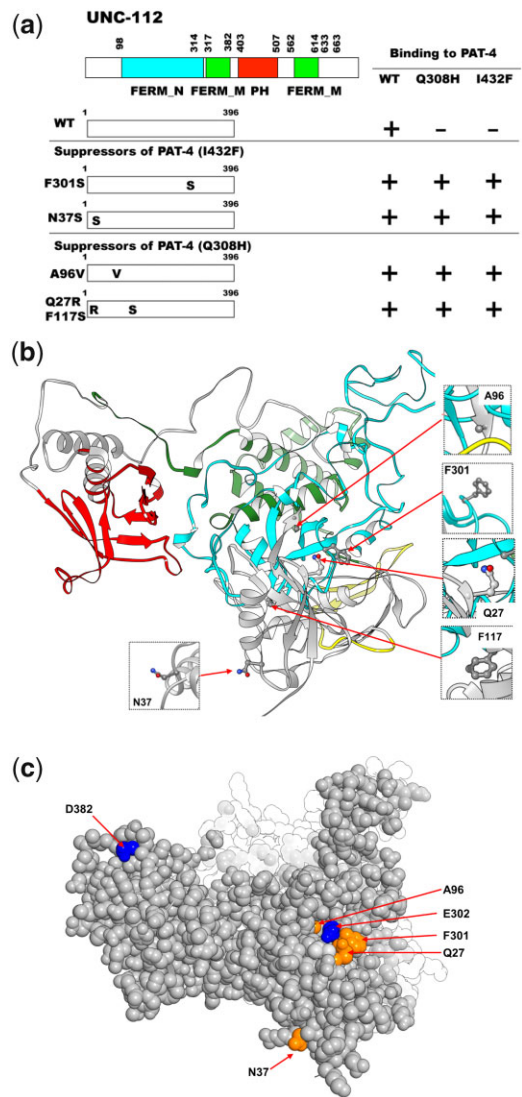 (a)
UNC-112
98 314 317 382 403 507 562 614 633 663
FERM_N FERM_M PH FERM_M
Binding to PAT-4
WT Q308H I432F
1 396
WT + – –
Suppressors of PAT-4 (I432F)
1 396
F301S S + + +
1 396
N37S S + + +
Suppressors of PAT-4 (Q308H)
1 396
A96V V + + +
1 396
Q27R R S + + +
F117S
(b)
A96
F301
Q27
F117
N37
(c)
D382
A96
E302
F301
Q27
N37